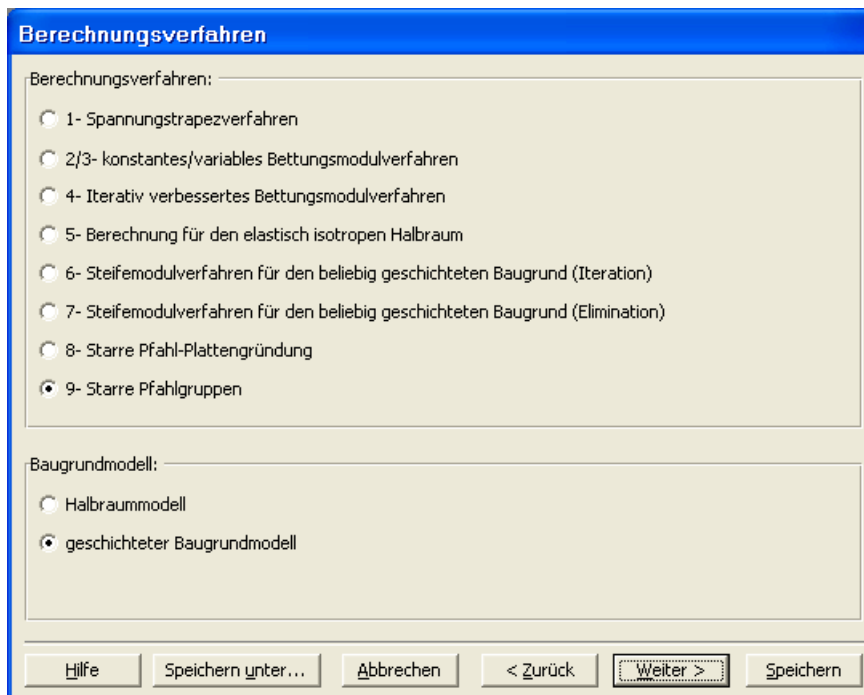 Berechnungsverfahren
Berechnungsverfahren:
1- Spannungstrapezverfahren
2/3- konstantes/variables Bettungsmodulverfahren
4- Iterativ verbessertes Bettungsmodulverfahren
5- Berechnung für den elastisch isotropen Halbraum
6- Steifemodulverfahren für den beliebig geschichteten Baugrund (Iteration)
7- Steifemodulverfahren für den beliebig geschichteten Baugrund (Elimination)
8- Starre Pfahl-Plattengründung
9- Starre Pfahlgruppen
Baugrundmodell:
Halbraummodell
geschichteter Baugrundmodell
Hilfe Speichern unter... Abbrechen < Zurück Weiter > Speichern